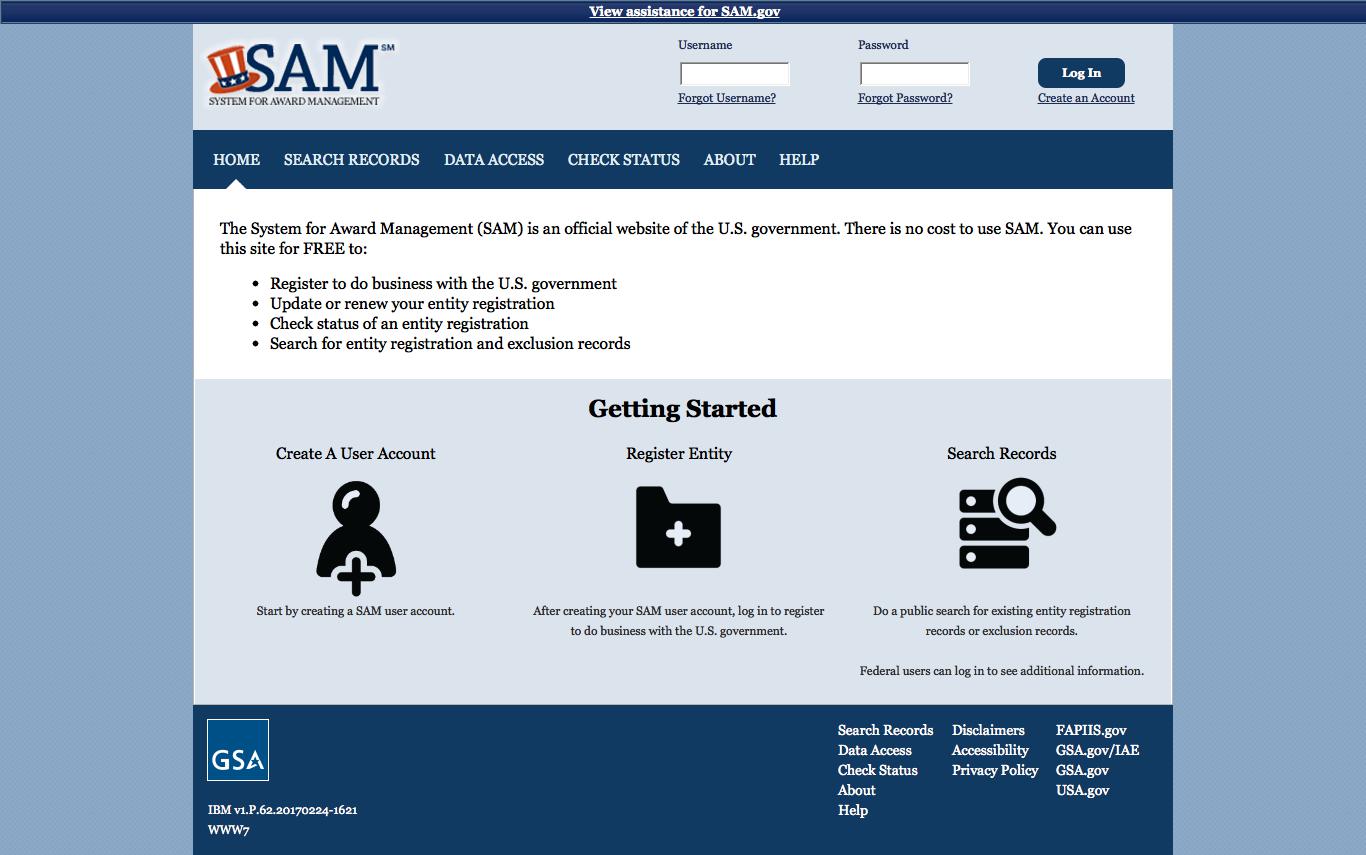 View assistance for SAM.gov
SAM SM
SYSTEM FOR AWARD MANAGEMENT
Username
Password
Log In
Forgot Username?
Forgot Password?
Create an Account
HOME SEARCH RECORDS DATA ACCESS CHECK STATUS ABOUT HELP
The System for Award Management (SAM) is an official website of the U.S. government. There is no cost to use SAM. You can use
this site for FREE to:
• Register to do business with the U.S. government
• Update or renew your entity registration
• Check status of an entity registration
• Search for entity registration and exclusion records
Getting Started
Create A User Account
Start by creating a SAM user account.
Register Entity
After creating your SAM user account, log in to register
to do business with the U.S. government.
Search Records
Do a public search for existing entity registration
records or exclusion records.
Federal users can log in to see additional information.
GSA
IBM v1.P.62.20170224-1621
WWW7
Search Records
Data Access
Check Status
About
Help
Disclaimers
Accessibility
Privacy Policy
FAPIIS.gov
GSA.gov/IAE
GSA.gov
USA.gov